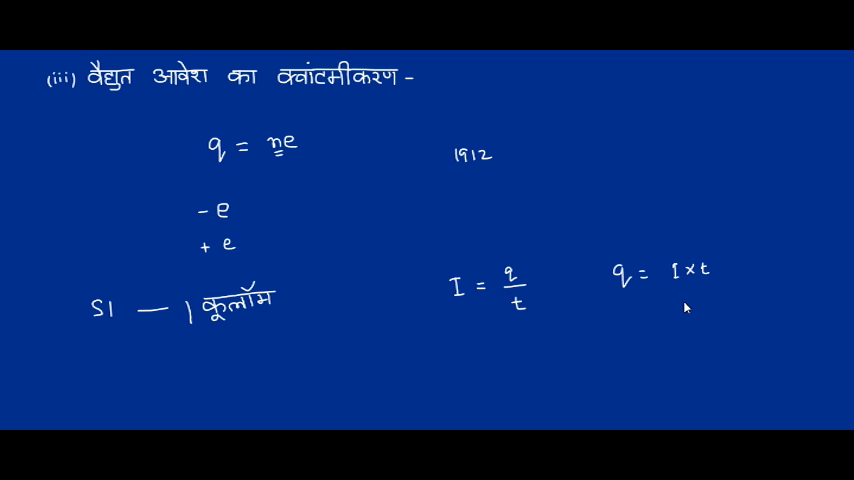 (iii) वैद्युत आवेश का क्वांटमीकरण -
q = ne
1912
- e
+ e
SI — 1 कूलॉम
I = q/t
q = I × t